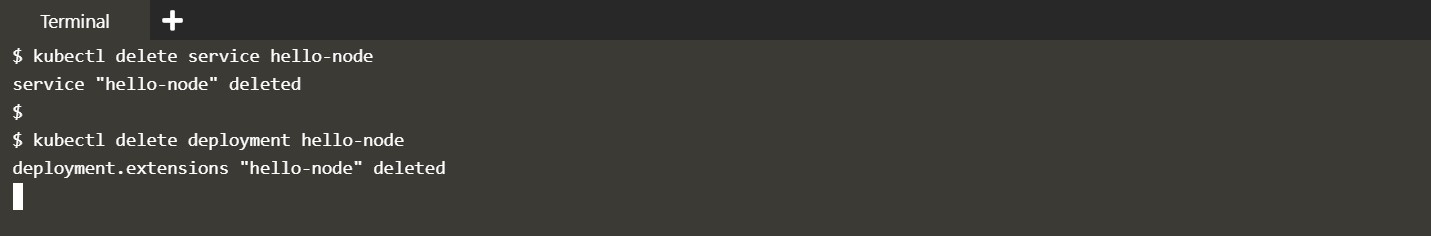 Terminal
$ kubectl delete service hello-node
service "hello-node" deleted
$
$ kubectl delete deployment hello-node
deployment.extensions "hello-node" deleted